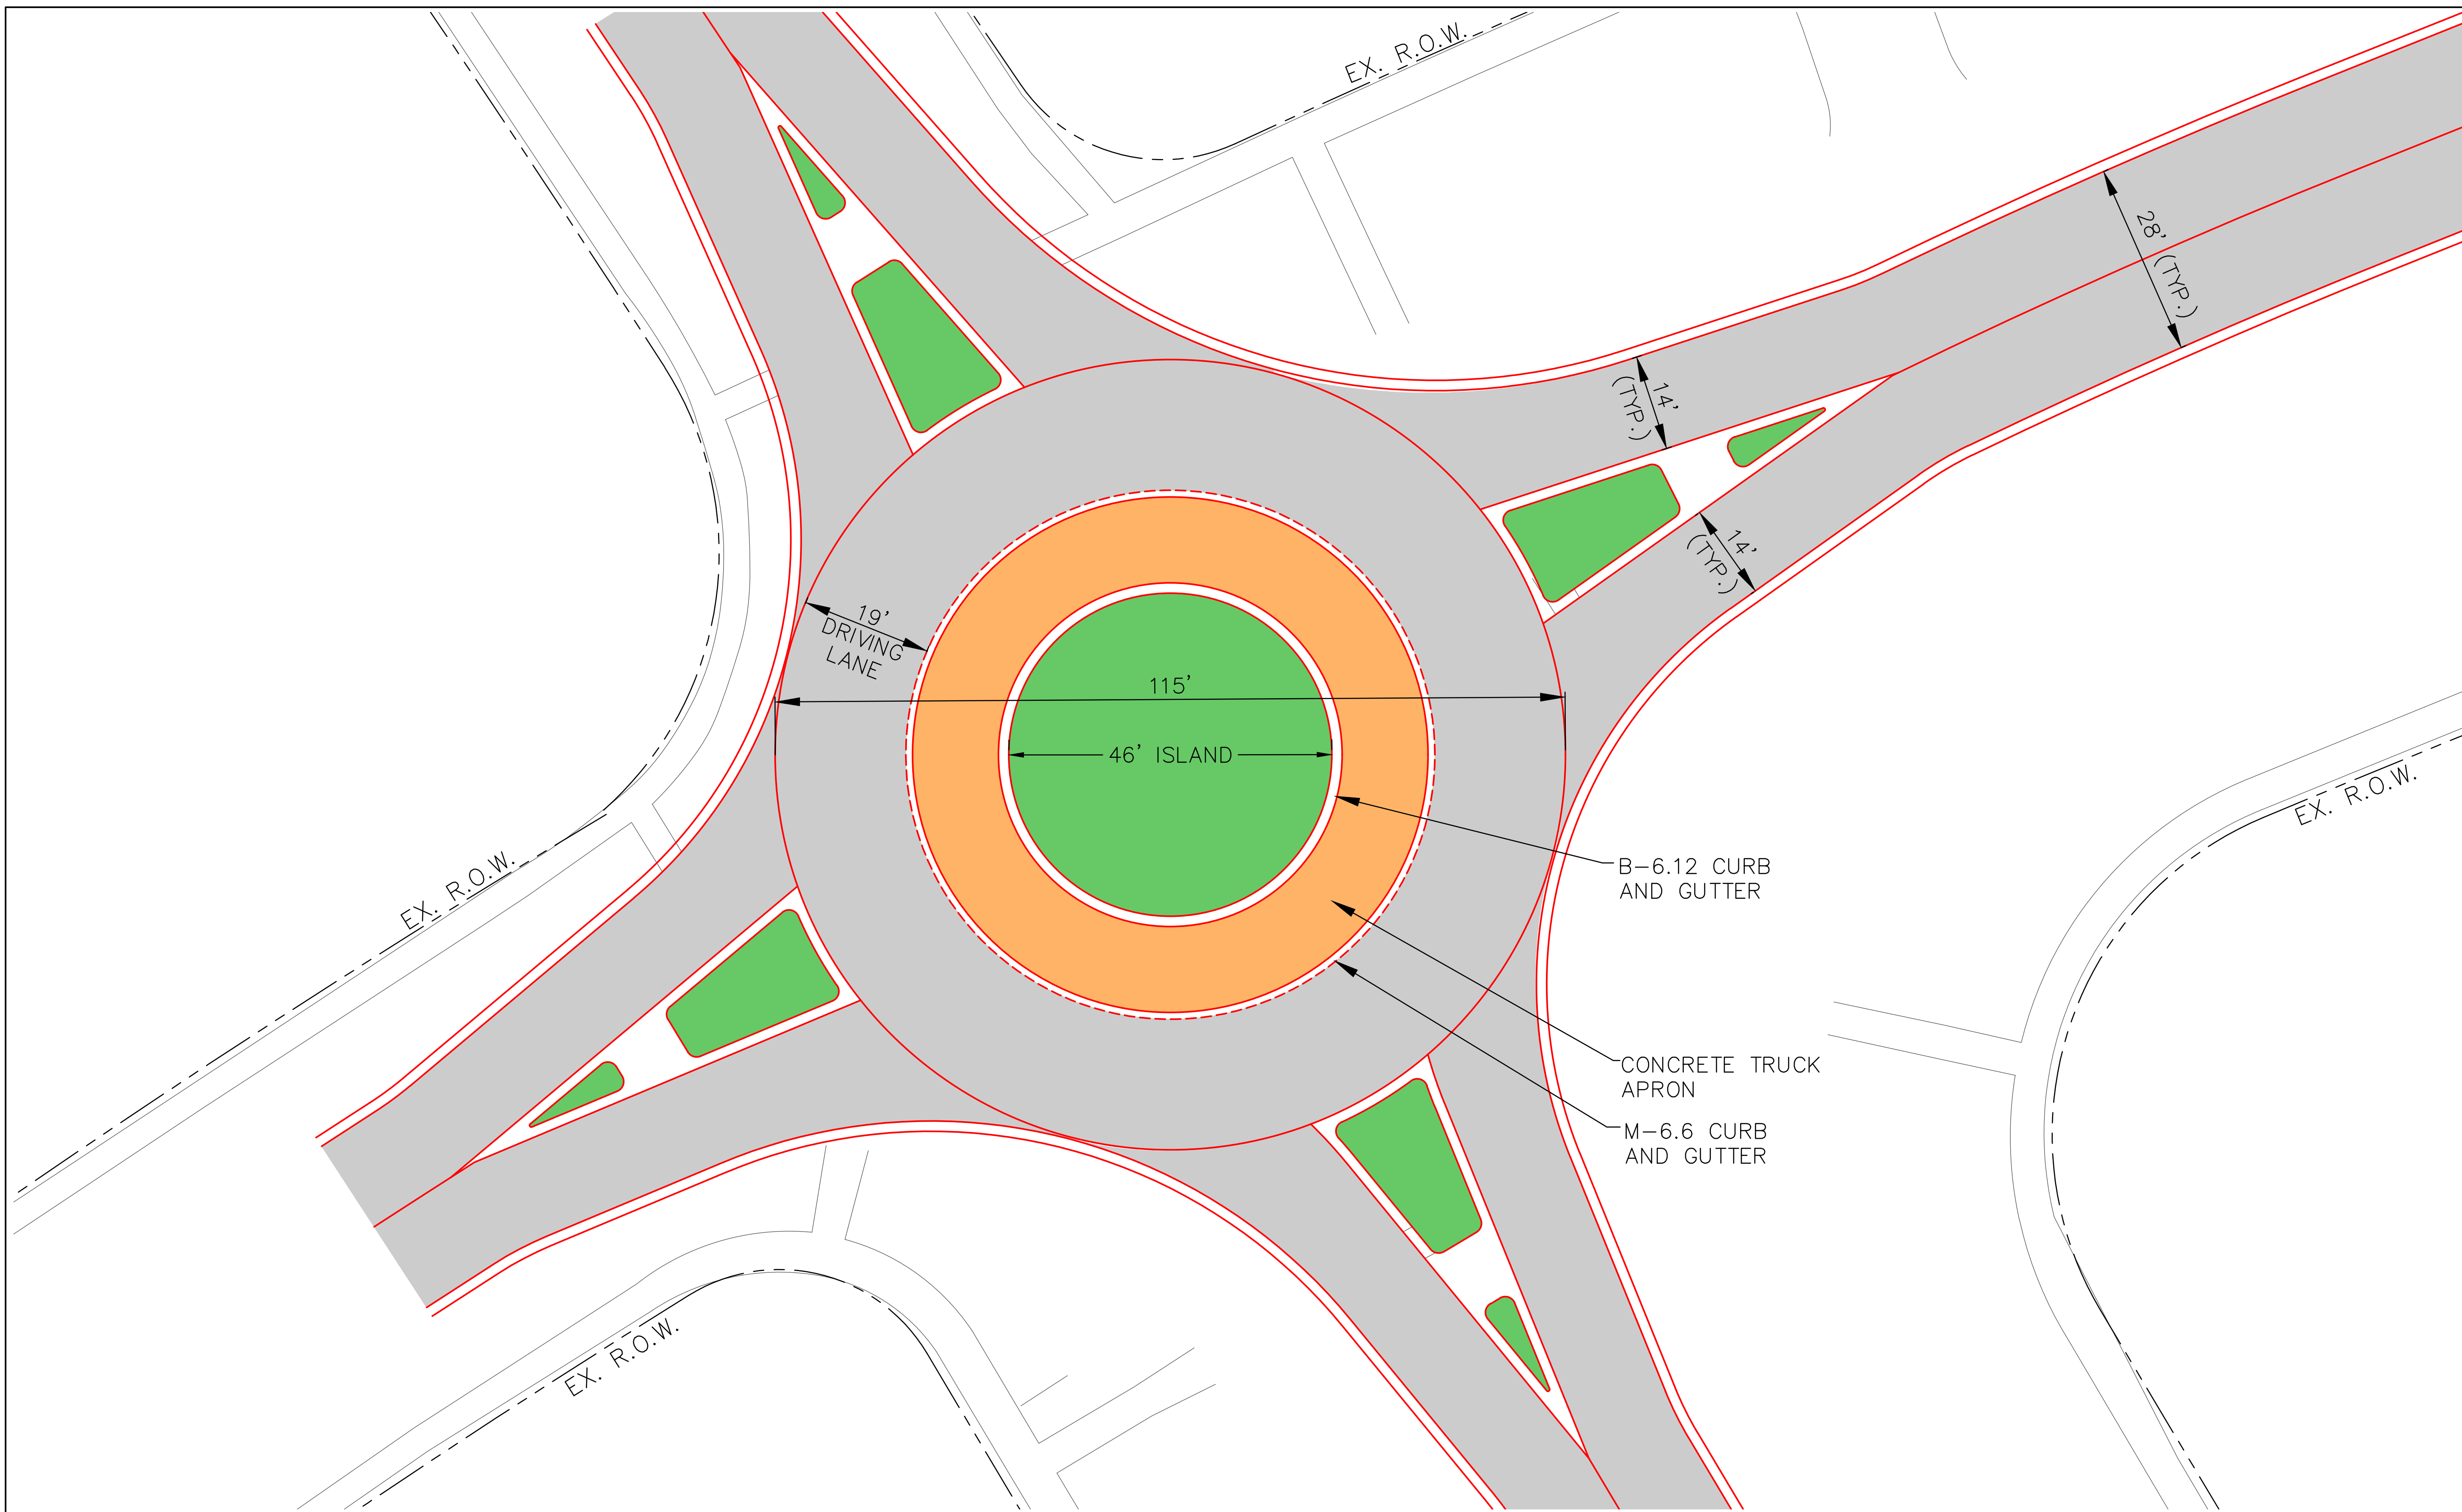 EX. R.O.W.
28'
(TYP.)
14'
(TYP.)
14'
(TYP.)
19'
DRIVING
LANE
115'
46' ISLAND
EX. R.O.W.
B-6.12 CURB
AND GUTTER
EX. R.O.W.
CONCRETE TRUCK
APRON
M-6.6 CURB
AND GUTTER
EX. R.O.W.